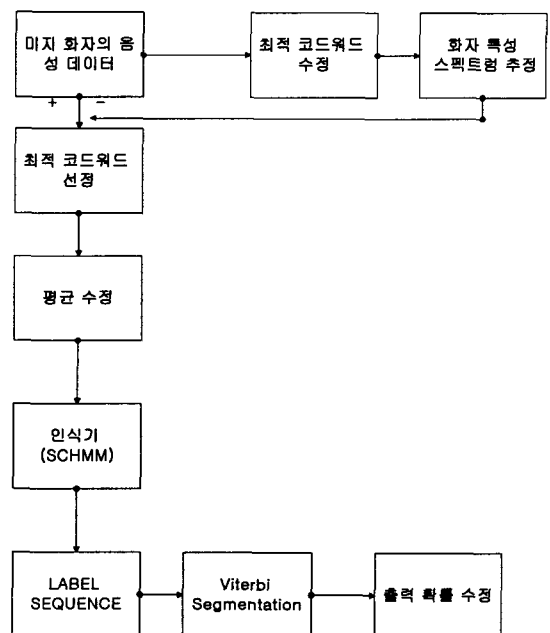 미지 화자의 음
성 데이터
최적 코드워드
수정
화자 특성
스펙트럼 추정
+ −
최적 코드워드
선정
평균 수정
인식기
(SCHMM)
LABEL
SEQUENCE
Viterbi
Segmentation
출력 확률 수정